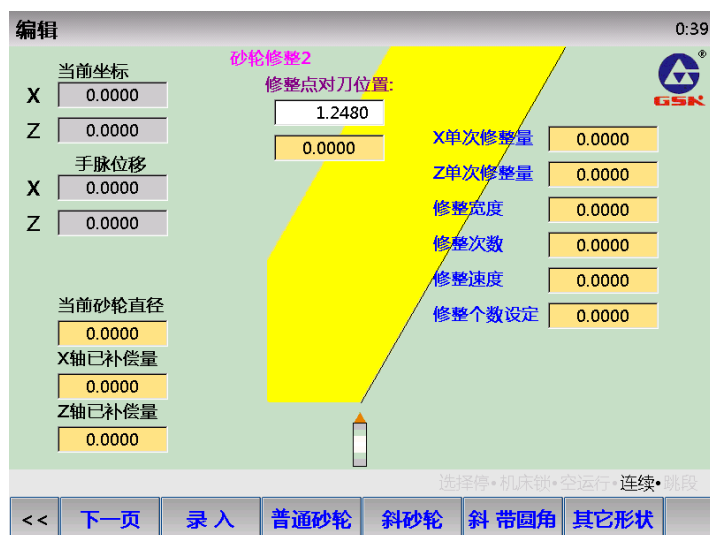 编辑
0:39
砂轮修整2
GSK
®
当前坐标
X 0.0000
Z 0.0000
手脉位移
X 0.0000
Z 0.0000
当前砂轮直径
0.0000
X轴已补偿量
0.0000
Z轴已补偿量
0.0000
修整点对刀位置:
1.2480
0.0000
X单次修整量 0.0000
Z单次修整量 0.0000
修整宽度 0.0000
修整次数 0.0000
修整速度 0.0000
修整个数设定 0.0000
选择停•机床锁•空运行•连续•跳段
<< 下一页 录入 普通砂轮 斜砂轮 斜 带圆角 其它形状